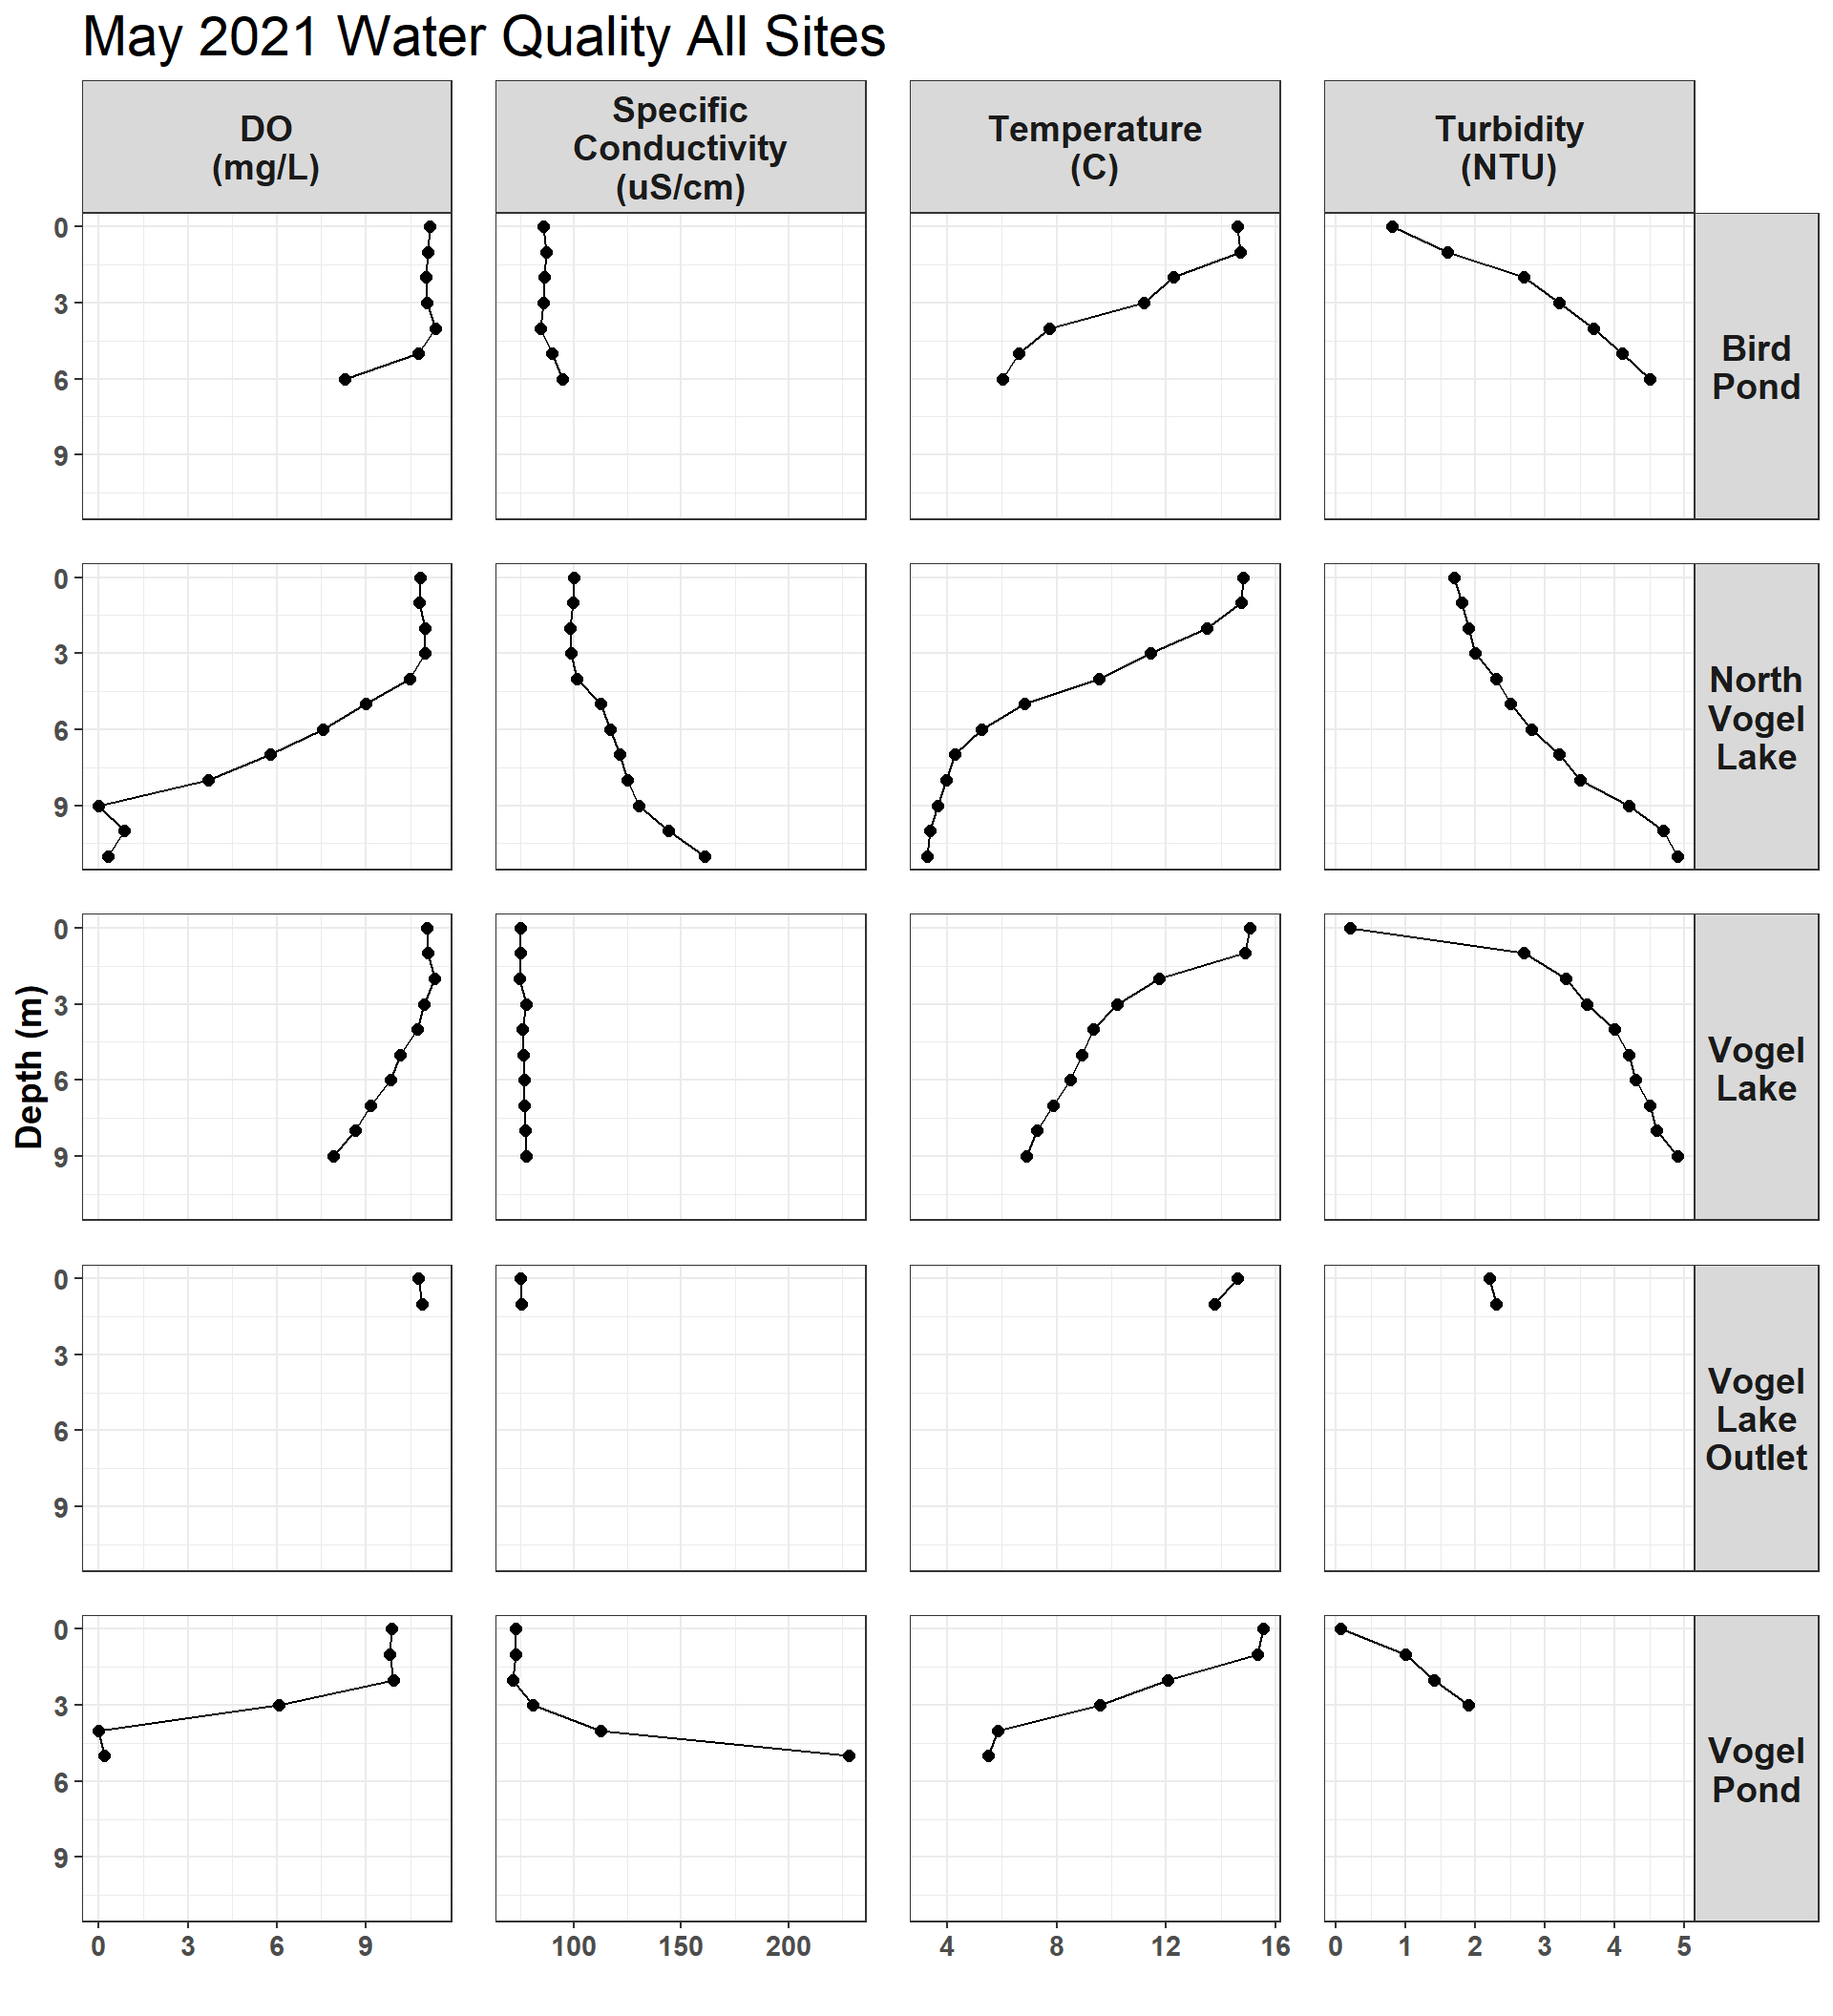 May 2021 Water Quality All Sites
DO
(mg/L)
Specific
Conductivity
(uS/cm)
Temperature
(C)
Turbidity
(NTU)
0
3
6
9
Bird
Pond
0
3
6
9
North
Vogel
Lake
Depth (m)
0
3
6
9
Vogel
Lake
0
3
6
9
Vogel
Lake
Outlet
0
3
6
9
Vogel
Pond
0 3 6 9
100 150 200
4 8 12 16
0 1 2 3 4 5